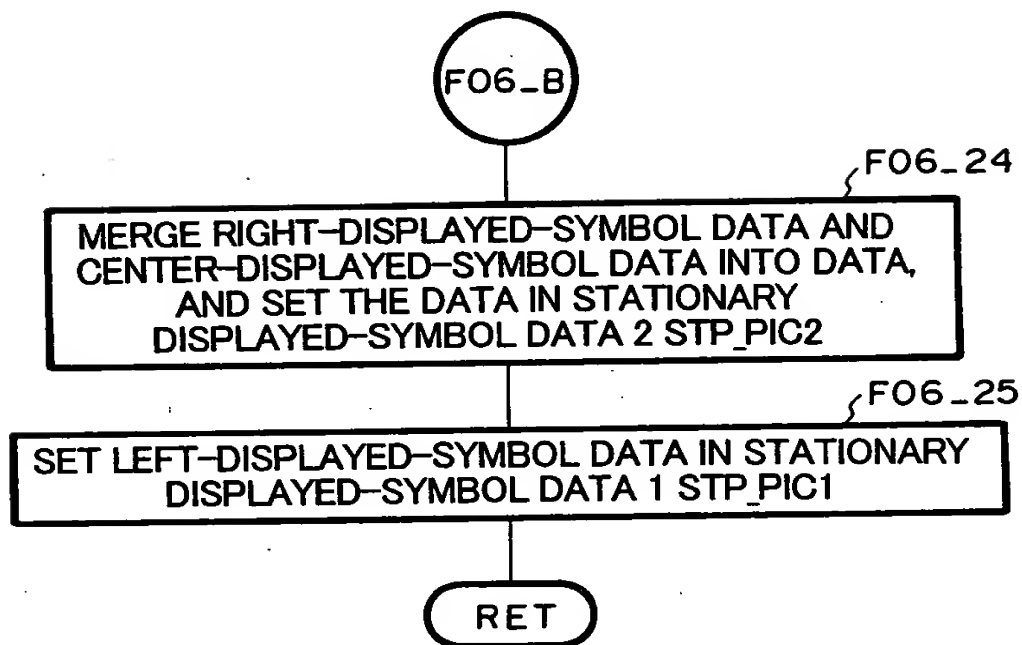 F06_B
F06_24
MERGE RIGHT-DISPLAYED-SYMBOL DATA AND
CENTER-DISPLAYED-SYMBOL DATA INTO DATA,
AND SET THE DATA IN STATIONARY
DISPLAYED-SYMBOL DATA 2 STP_PIC2
F06_25
SET LEFT-DISPLAYED-SYMBOL DATA IN STATIONARY
DISPLAYED-SYMBOL DATA 1 STP_PIC1
RET